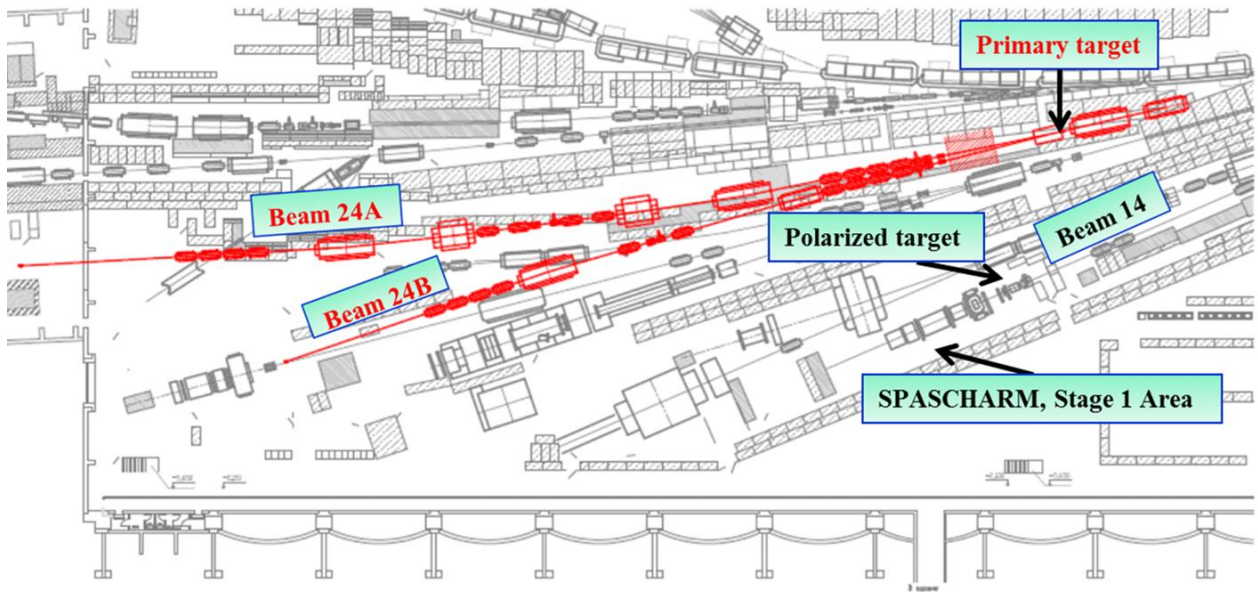 Primary target
Beam 24A
Beam 14
Polarized target
Beam 24B
SPASCHARM, Stage 1 Area